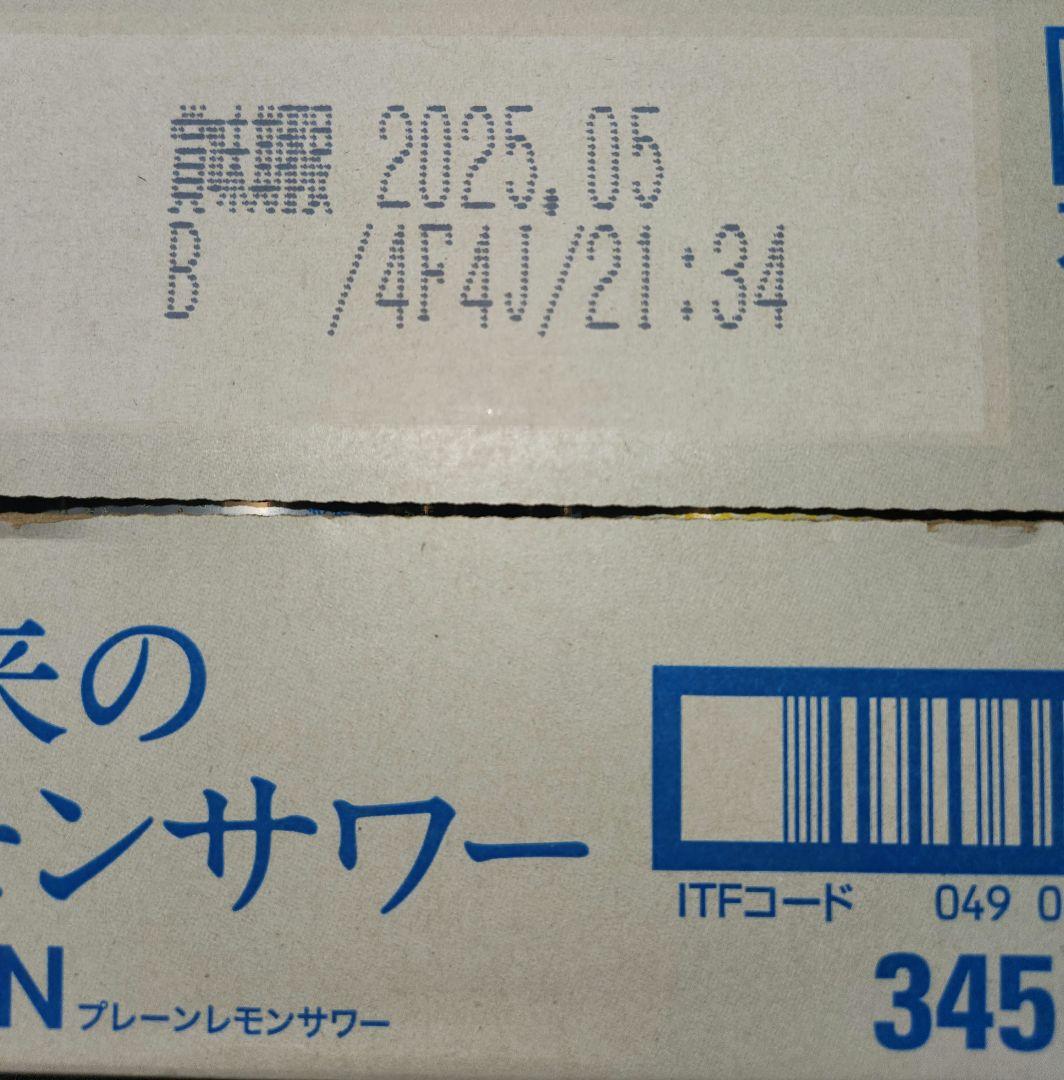 賞味期限 2025.05
B /4F4J/21:34
来の
モンサワー
N プレーンレモンサワー
ITFコード 049 0
345